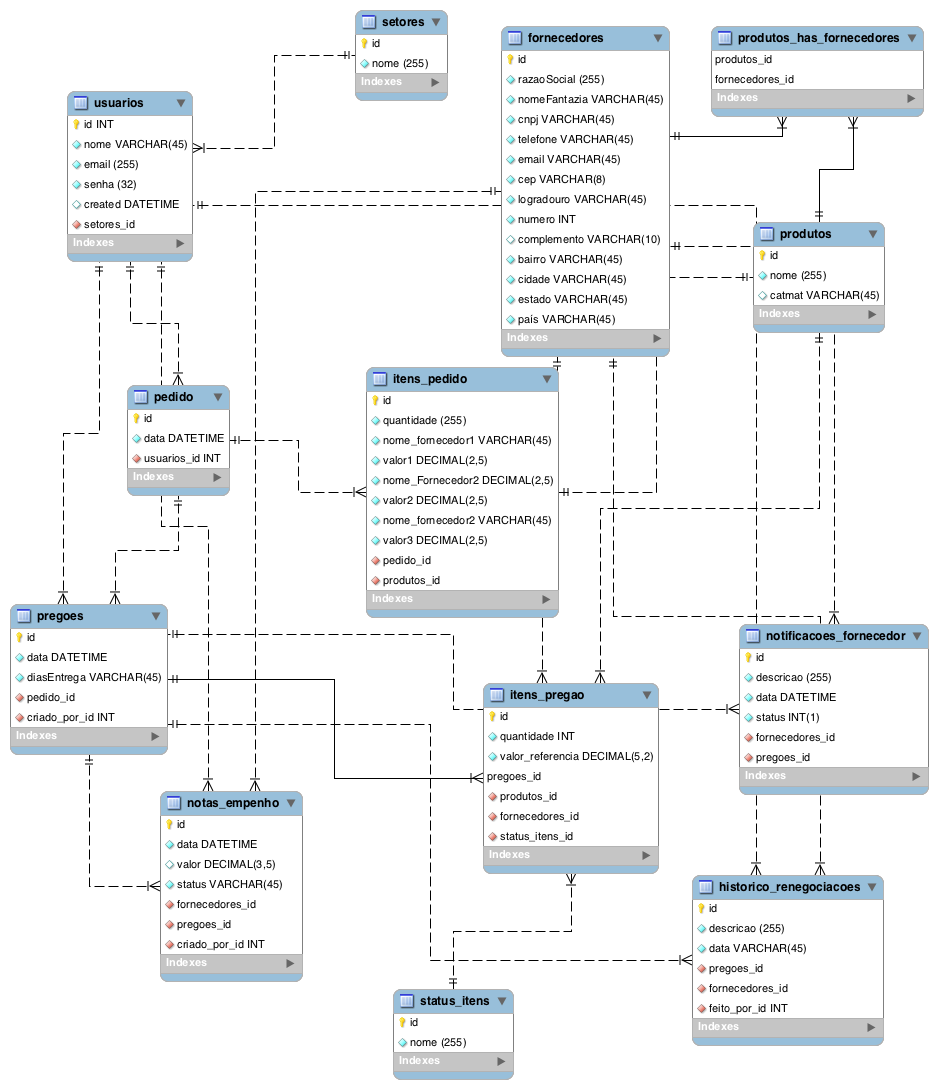 setores
id
nome (255)
Indexes
fornecedores
id
razaoSocial (255)
nomeFantazia VARCHAR(45)
cnpj VARCHAR(45)
telefone VARCHAR(45)
email VARCHAR(45)
cep VARCHAR(8)
logradouro VARCHAR(45)
numero INT
complemento VARCHAR(10)
bairro VARCHAR(45)
cidade VARCHAR(45)
estado VARCHAR(45)
país VARCHAR(45)
Indexes
produtos_has_fornecedores
produtos_id
fornecedores_id
Indexes
usuarios
id INT
nome VARCHAR(45)
email (255)
senha (32)
created DATETIME
setores_id
Indexes
produtos
id
nome (255)
catmat VARCHAR(45)
Indexes
pedido
id
data DATETIME
usuarios_id INT
Indexes
itens_pedido
id
quantidade (255)
nome_fornecedor1 VARCHAR(45)
valor1 DECIMAL(2,5)
nome_Fornecedor2 DECIMAL(2,5)
valor2 DECIMAL(2,5)
nome_fornecedor2 VARCHAR(45)
valor3 DECIMAL(2,5)
pedido_id
produtos_id
Indexes
pregoes
id
data DATETIME
diasEntrega VARCHAR(45)
pedido_id
criado_por_id INT
Indexes
notificacoes_fornecedor
id
descricao (255)
data DATETIME
status INT(1)
fornecedores_id
pregoes_id
Indexes
itens_pregao
id
quantidade INT
valor_referencia DECIMAL(5,2)
pregoes_id
produtos_id
fornecedores_id
status_itens_id
Indexes
notas_empenho
id
data DATETIME
valor DECIMAL(3,5)
status VARCHAR(45)
fornecedores_id
pregoes_id
criado_por_id INT
Indexes
historico_renegociacoes
id
descricao (255)
data VARCHAR(45)
pregoes_id
fornecedores_id
feito_por_id INT
Indexes
status_itens
id
nome (255)
Indexes